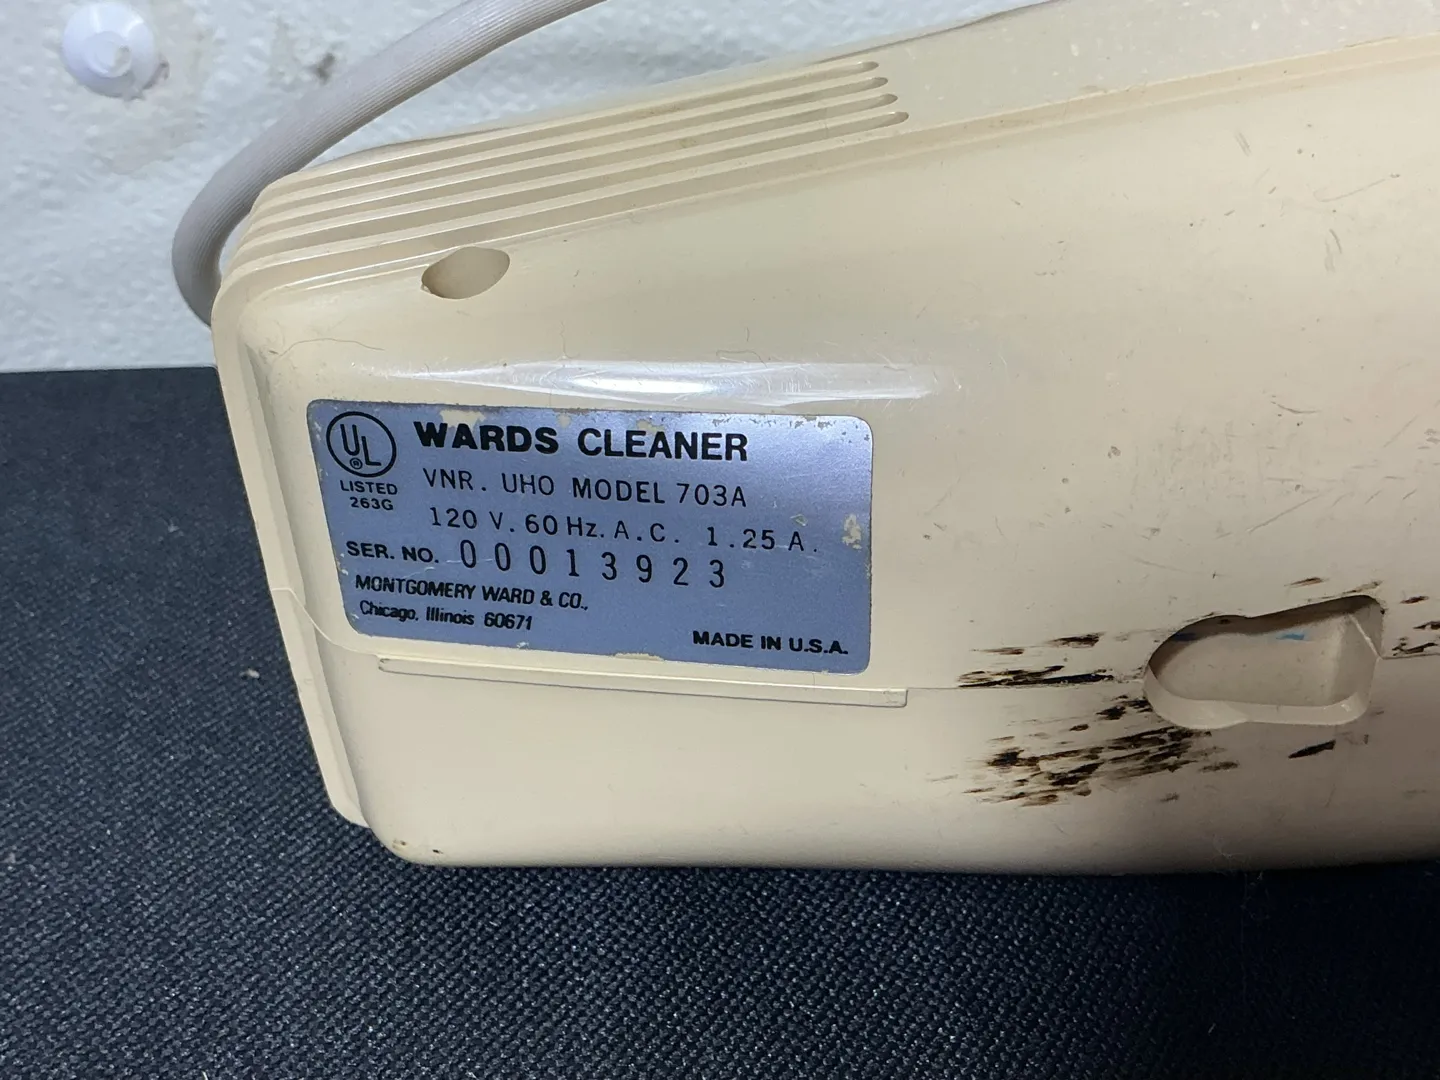 UL ®
LISTED
263G
WARDS CLEANER
VNR. UHO MODEL 703A
120 V. 60 Hz. A.C. 1.25 A.
SER. NO. 00013923
MONTGOMERY WARD & CO.,
Chicago, Illinois 60671
MADE IN U.S.A.